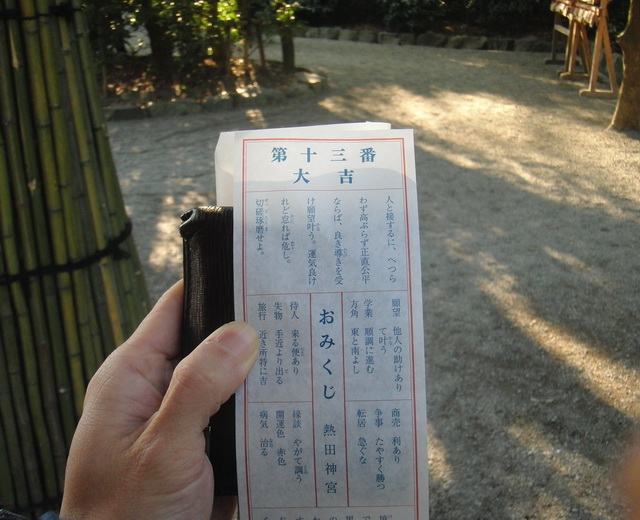 第十三番
大吉
人と接するに、へつら
わず高ぶらず正直公平
ならば、良き導きを受
け願望叶う。運気良け
れど忘れば危し。
切磋琢磨せよ。
願望 他人の助けあり
て叶う
学業 順調に進む
方角 東と南よし
商売 利あり
争事 たやすく勝つ
転居 急ぐな
おみくじ 熱田神宮
待人 来る便あり
失物 手近より出る
旅行 近き所特に吉
縁談 やがて調う
開運色 赤色
病気 治る